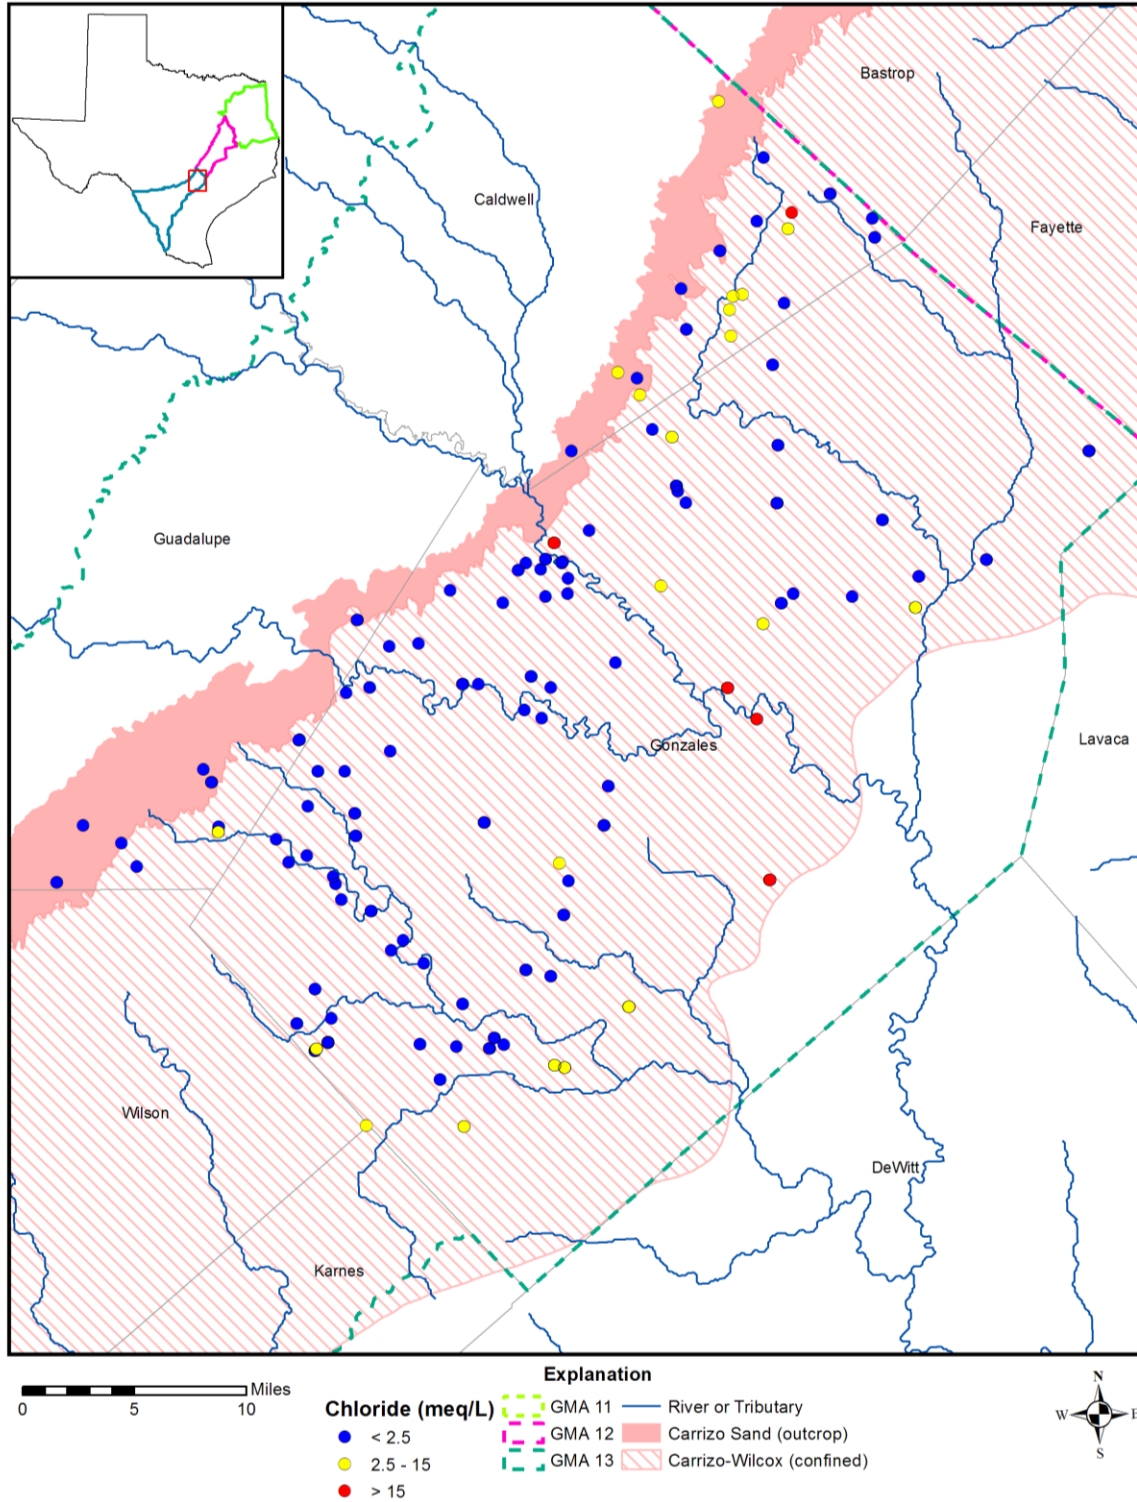 Bastrop
Caldwell
Fayette
Guadalupe
Lavaca
Gonzales
Wilson
DeWitt
Karnes
Explanation
Miles
0 5 10
Chloride (meq/L)
< 2.5
2.5 - 15
> 15
GMA 11
GMA 12
GMA 13
River or Tributary
Carrizo Sand (outcrop)
Carrizo-Wilcox (confined)
N
W E
S